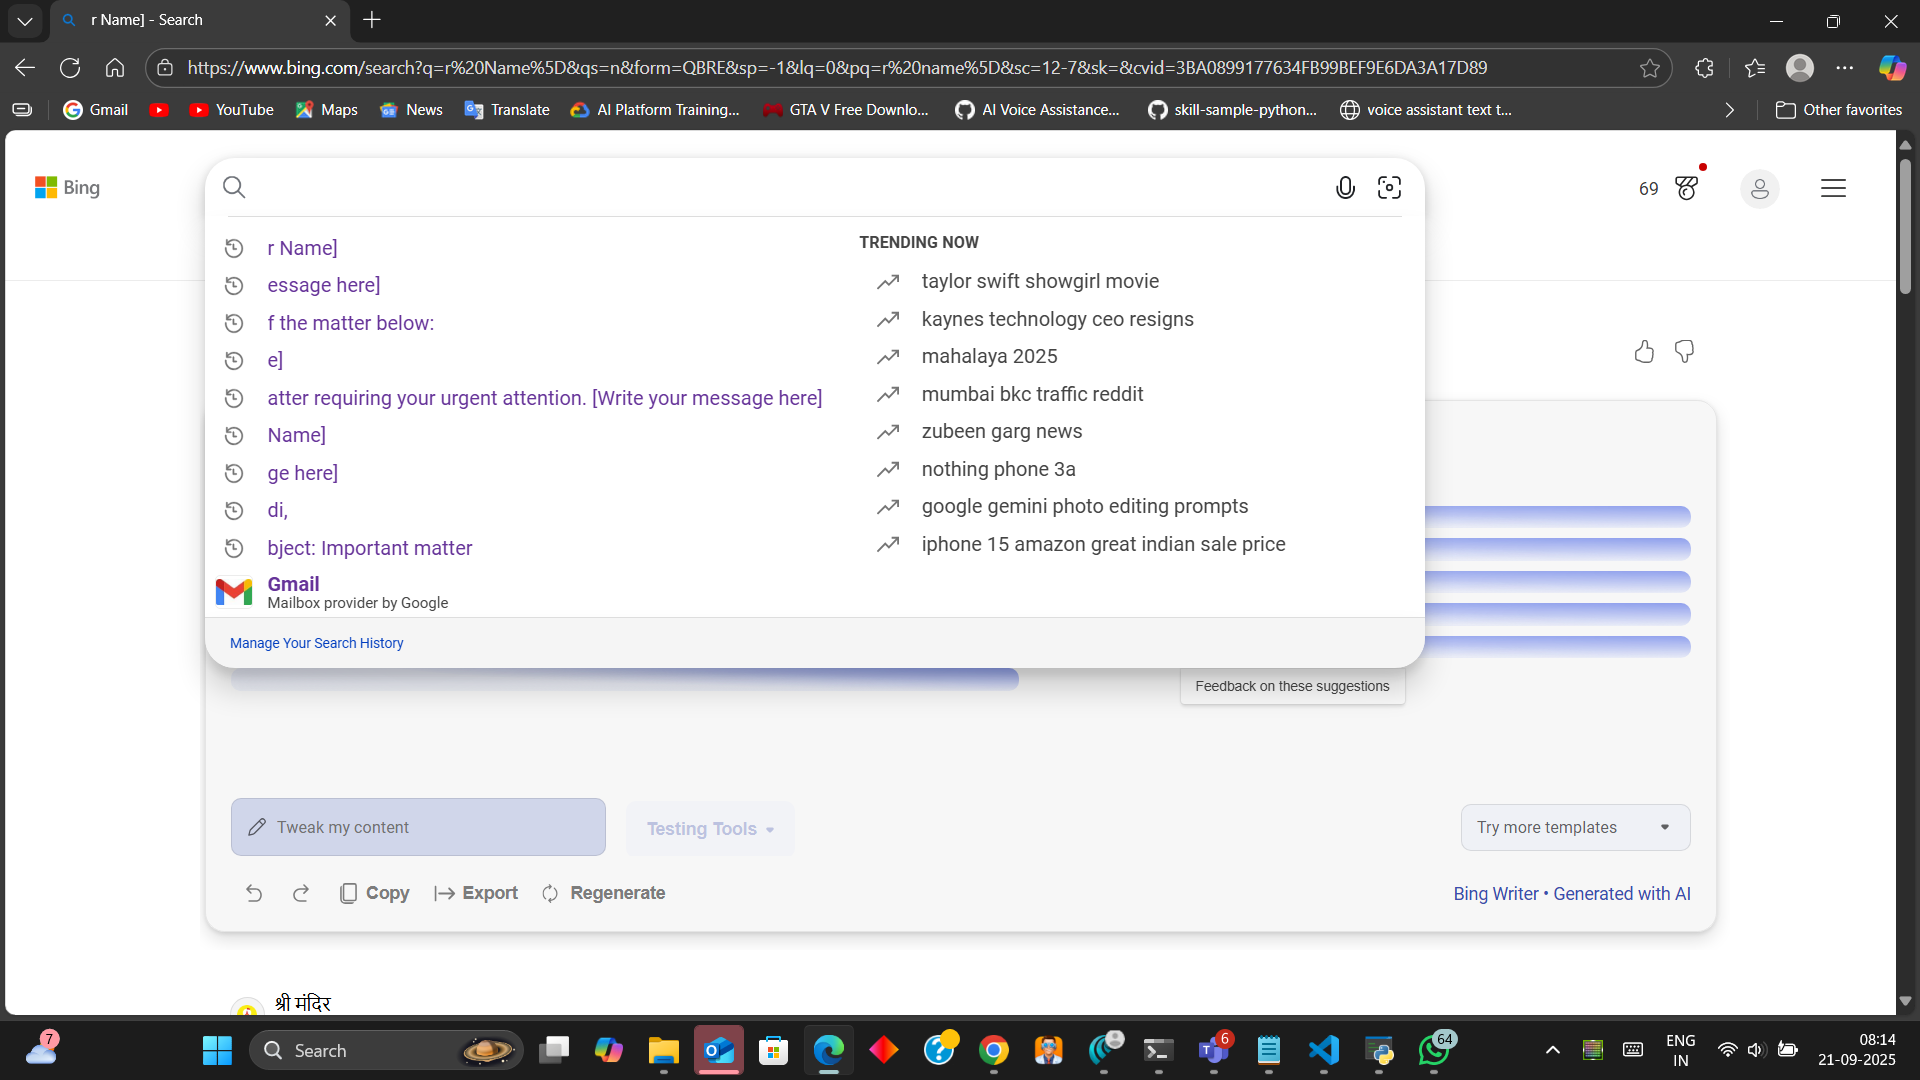 r Name] - Search
https://www.bing.com/search?q=r%20Name%5D&qs=n&form=QBRE&sp=-1&lq=0&pq=r%20name%5D&sc=12-7&sk=&cvid=3BA0899177634FB99BEF9E6DA3A17D89
Gmail YouTube Maps News Translate AI Platform Training... GTA V Free Downlo... AI Voice Assistance... skill-sample-python... voice assistant text t... Other favorites
Bing
69
r Name]
essage here]
f the matter below:
e]
atter requiring your urgent attention. [Write your message here]
Name]
ge here]
di,
bject: Important matter
Gmail
Mailbox provider by Google
TRENDING NOW
taylor swift showgirl movie
kaynes technology ceo resigns
mahalaya 2025
mumbai bkc traffic reddit
zubeen garg news
nothing phone 3a
google gemini photo editing prompts
iphone 15 amazon great indian sale price
Manage Your Search History
Feedback on these suggestions
Tweak my content
Testing Tools
Try more templates
Copy Export Regenerate
Bing Writer • Generated with AI
श्री मंदिर
7
Search
6
64
ENG
IN
08:14
21-09-2025